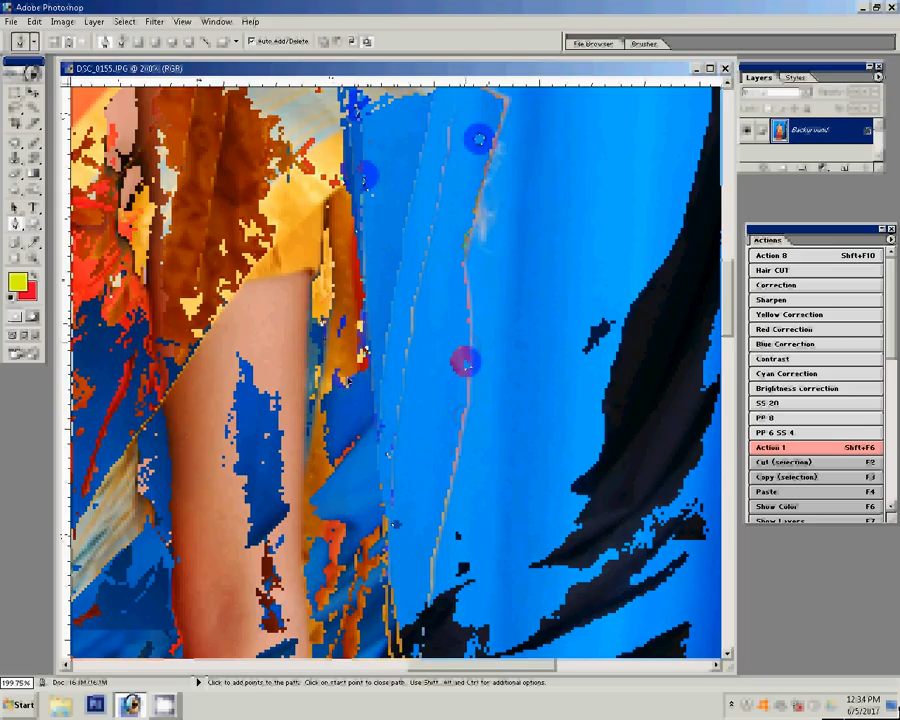 Adobe Photoshop
File Edit Image Layer Select Filter View Window Help
Auto Add/Delete
File Browser Brushes
DSC_0155.JPG @ 200% (RGB)
Layers Styles
Background
Actions
Action 8 Shft+F10
Hair CUT
Correction
Sharpen
Yellow Correction
Red Correction
Blue Correction
Contrast
Cyan Correction
Brightness correction
SS 20
PP 8
PP 6 SS 4
Action 1 Shft+F6
Cut (selection) F2
Copy (selection) F3
Paste F4
Show Color F6
Show Layers F7
199.75% Click to add points to the path. Click on start point to close path. Use Shift, Alt, and Ctrl for additional options.
Start
12:34 PM
6/5/2017